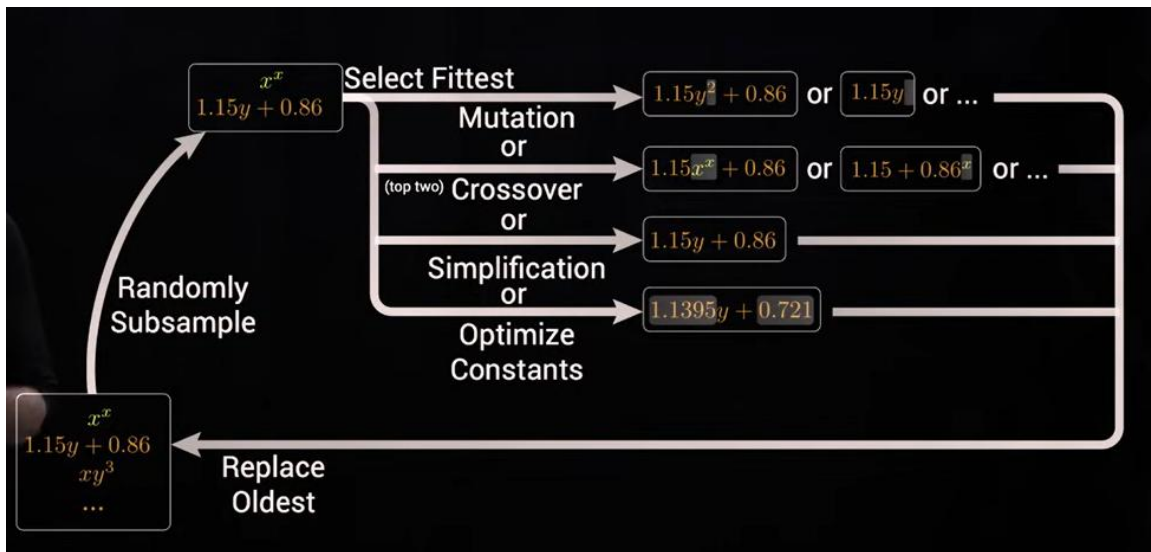 x^x
1.15y + 0.86
Select Fittest
1.15y^2 + 0.86 or 1.15y or ...
Mutation
or
1.15x^x + 0.86 or 1.15 + 0.86^x or ...
(top two) Crossover
or
1.15y + 0.86
Simplification
or
1.1395y + 0.721
Optimize
Constants
Randomly
Subsample
x^x
1.15y + 0.86
xy^3
...
Replace
Oldest